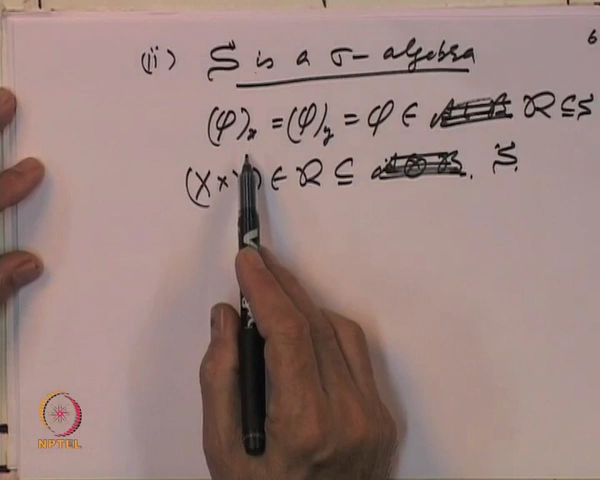 6
(ii) S is a σ-algebra
(φ)ₓ = (φ)ᵧ = φ ∈ R ⊆ S
(X × Y) ∈ R ⊆ S.
NPTEL